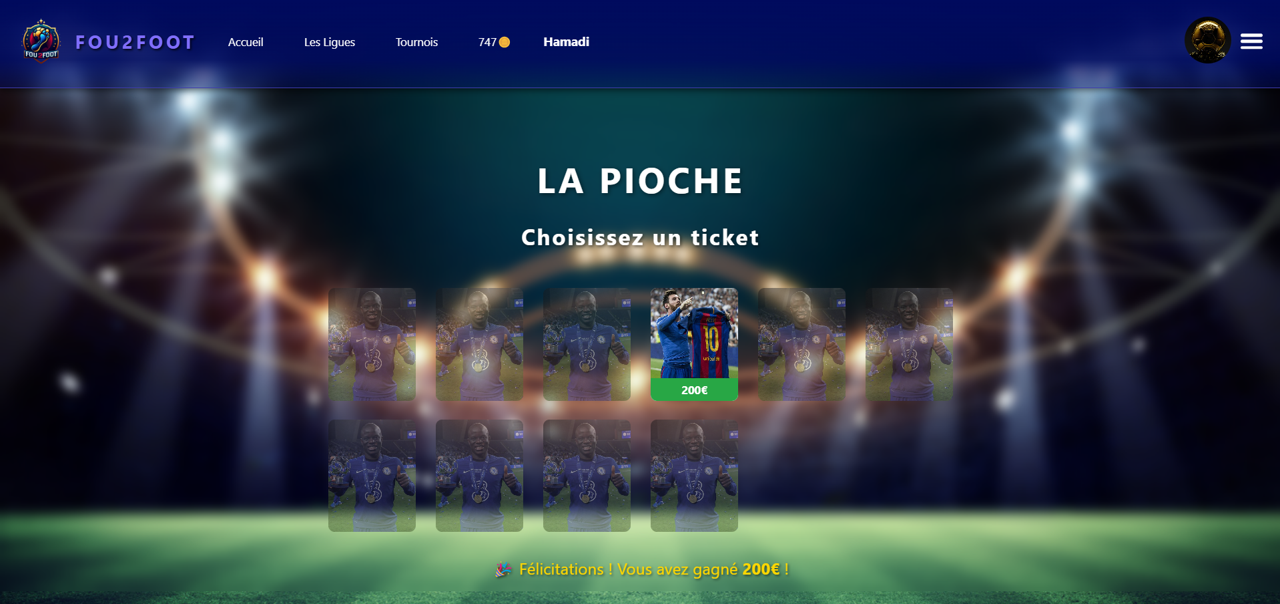 FOU2FOOT
FOU2FOOT Accueil Les Ligues Tournois 747 Hamadi
LA PIOCHE
Choisissez un ticket
10
200€
Félicitations ! Vous avez gagné 200€ !